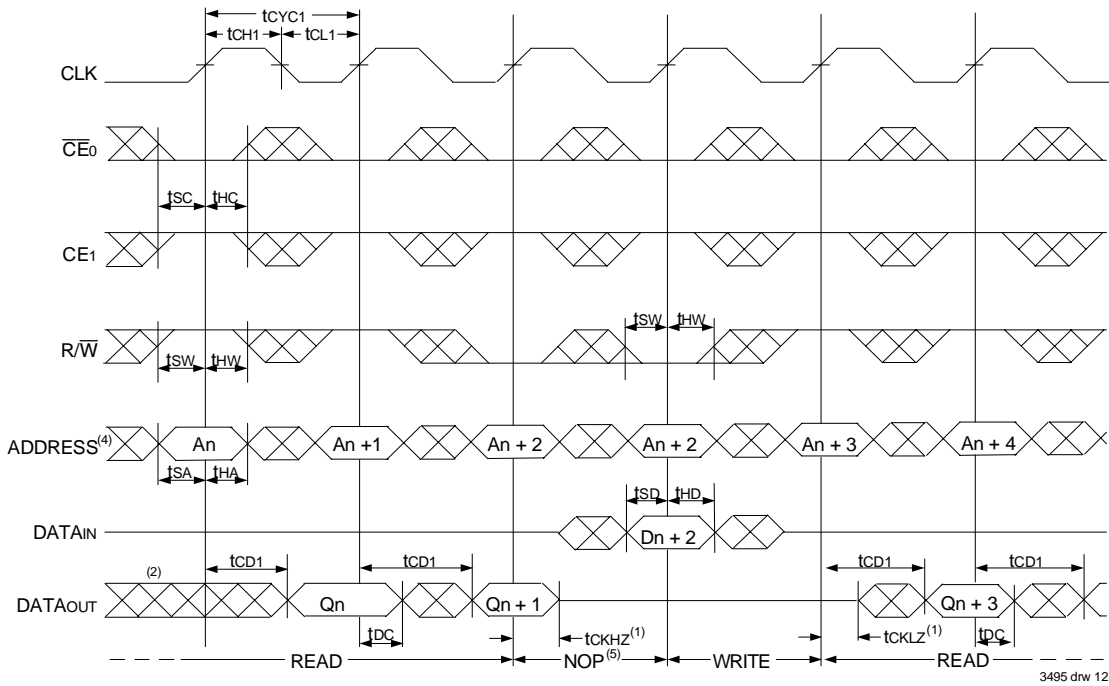 tCYC1
tCH1 tCL1
CLK
CE0
tSC tHC
CE1
tSW tHW
R/W
tSW tHW
ADDRESS(4) An An +1 An + 2 An + 2 An + 3 An + 4
tSA tHA
tSD tHD
DATAIN Dn + 2
tCD1 tCD1 tCD1 tCD1
(2)
DATAOUT Qn Qn + 1 Qn + 3
tDC tCKHZ(1) tCKLZ(1) tDC
READ NOP(5) WRITE READ
3495 drw 12